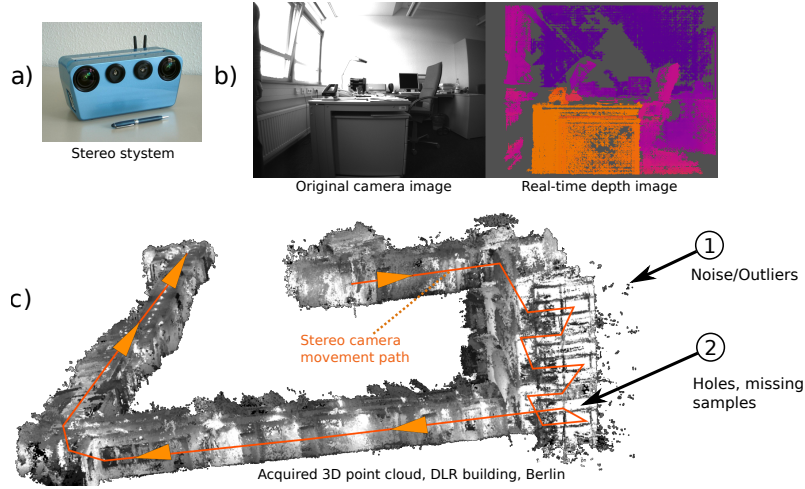 a)
Stereo stystem
b)
Original camera image
Real-time depth image
c)
Stereo camera
movement path
1
Noise/Outliers
2
Holes, missing
samples
Acquired 3D point cloud, DLR building, Berlin